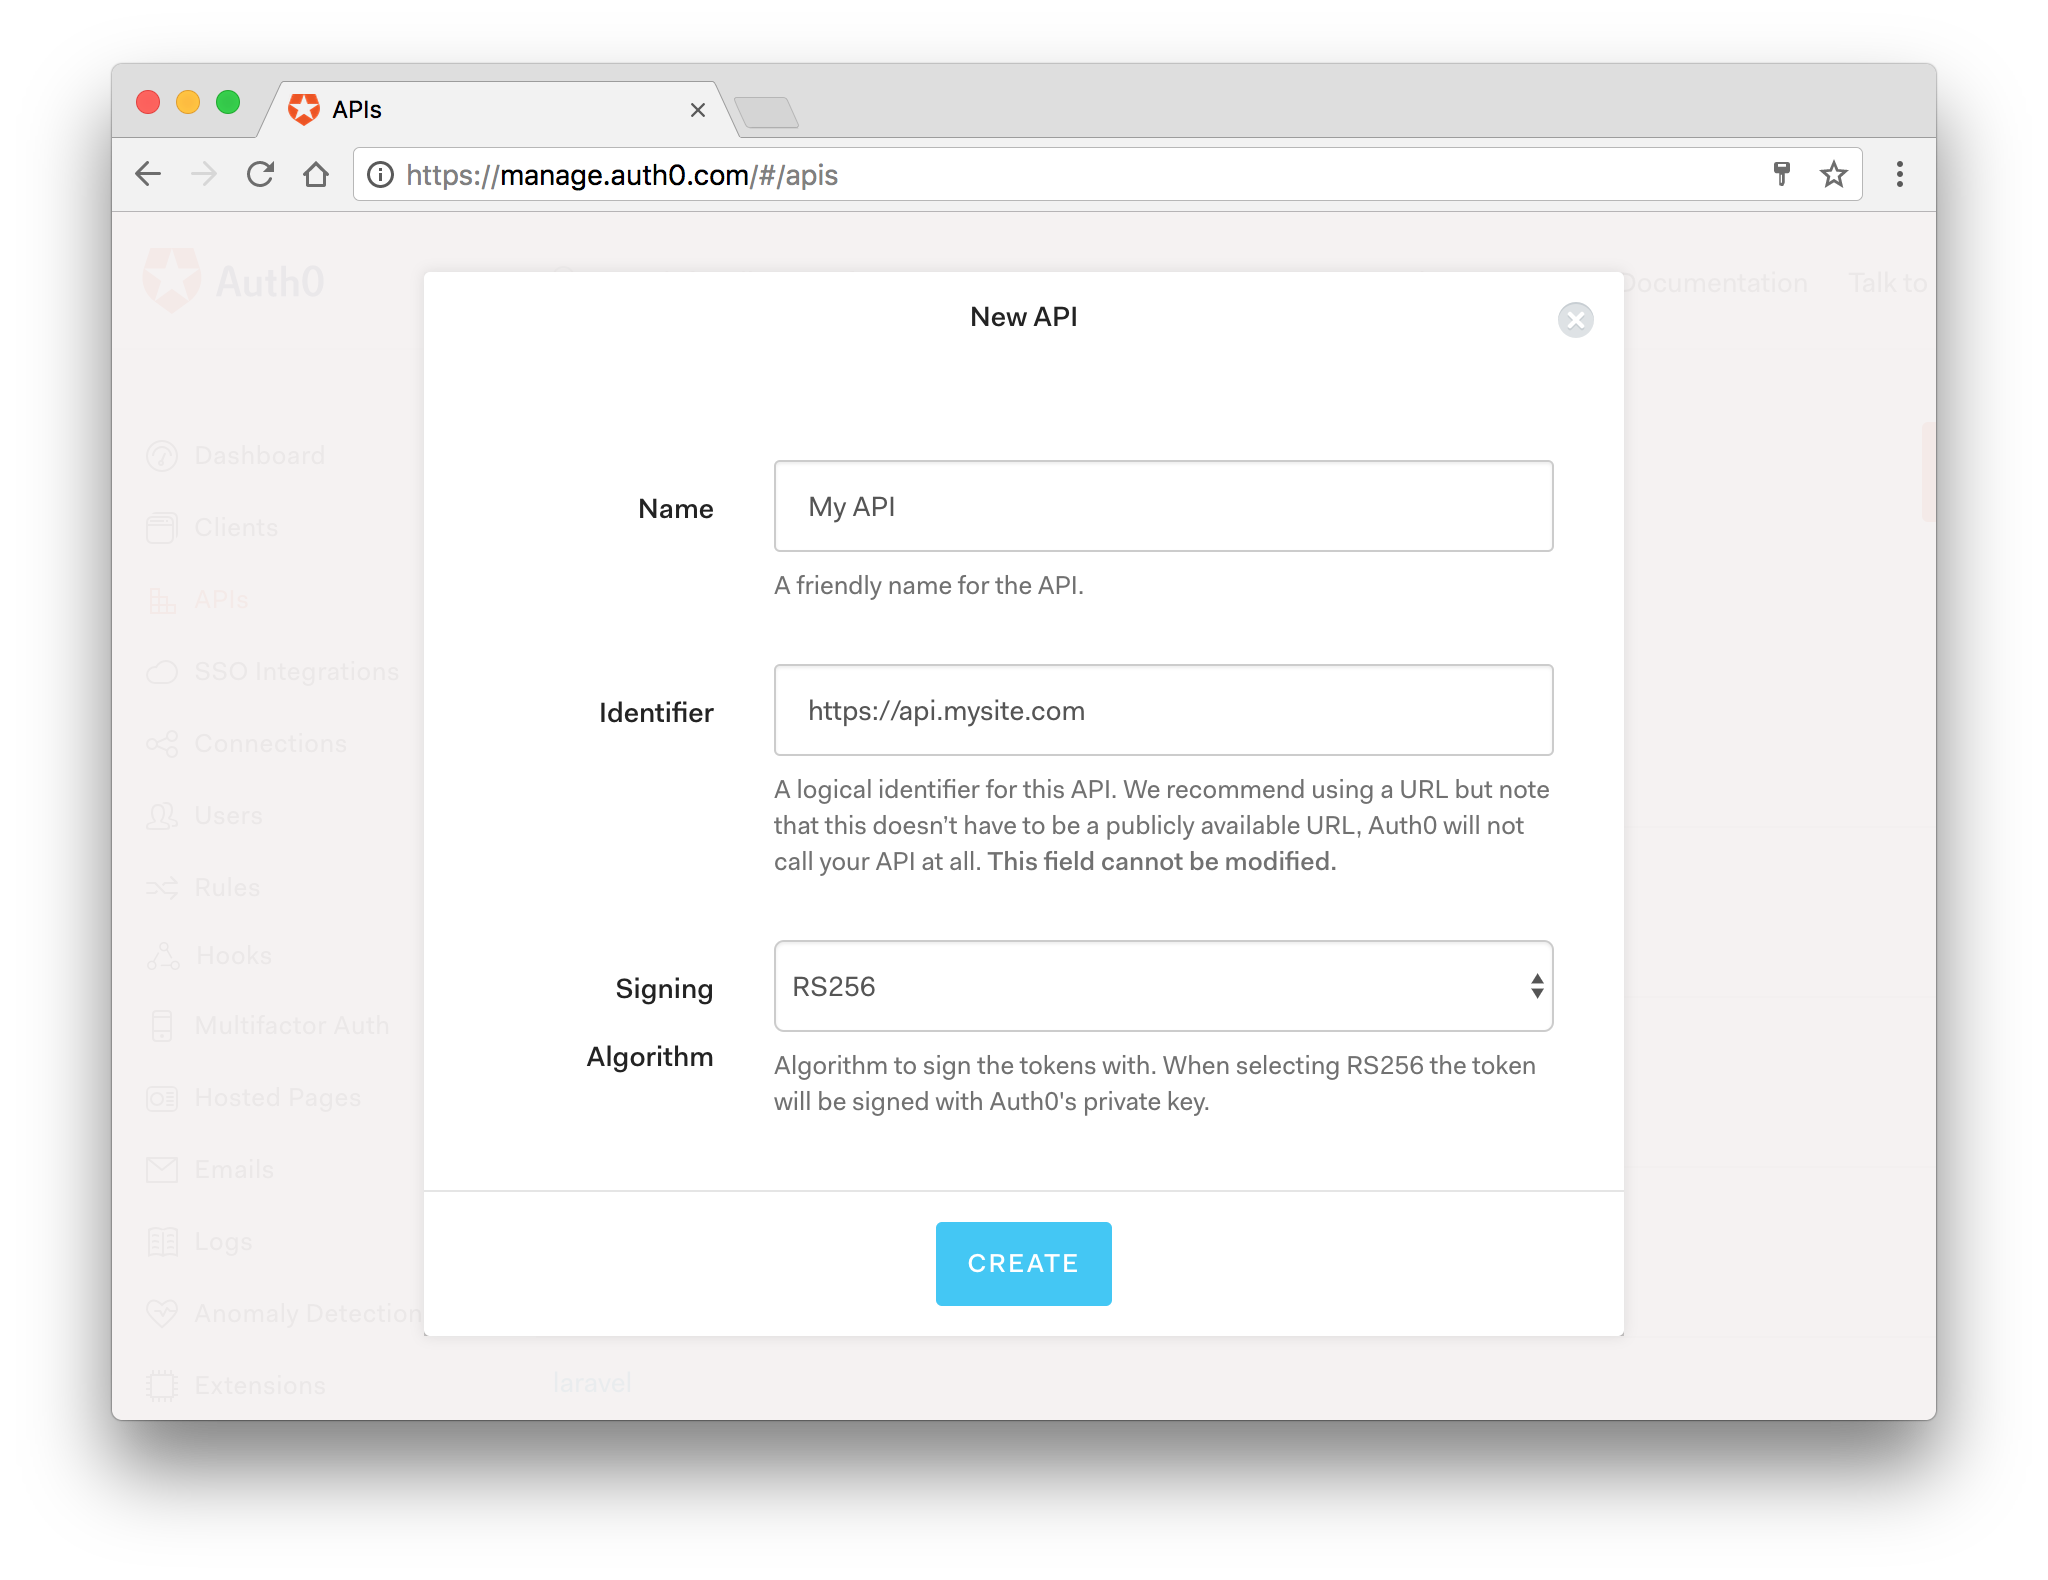 APIs
https://manage.auth0.com/#/apis
Auth0
Documentation
Talk to
New API
Dashboard
Clients
APIs
SSO Integrations
Connections
Users
Rules
Hooks
Multifactor Auth
Hosted Pages
Emails
Logs
Anomaly Detection
Extensions
Name
My API
A friendly name for the API.
Identifier
https://api.mysite.com
A logical identifier for this API. We recommend using a URL but note
that this doesn't have to be a publicly available URL, Auth0 will not
call your API at all. This field cannot be modified.
Signing
Algorithm
RS256
Algorithm to sign the tokens with. When selecting RS256 the token
will be signed with Auth0's private key.
CREATE
laravel